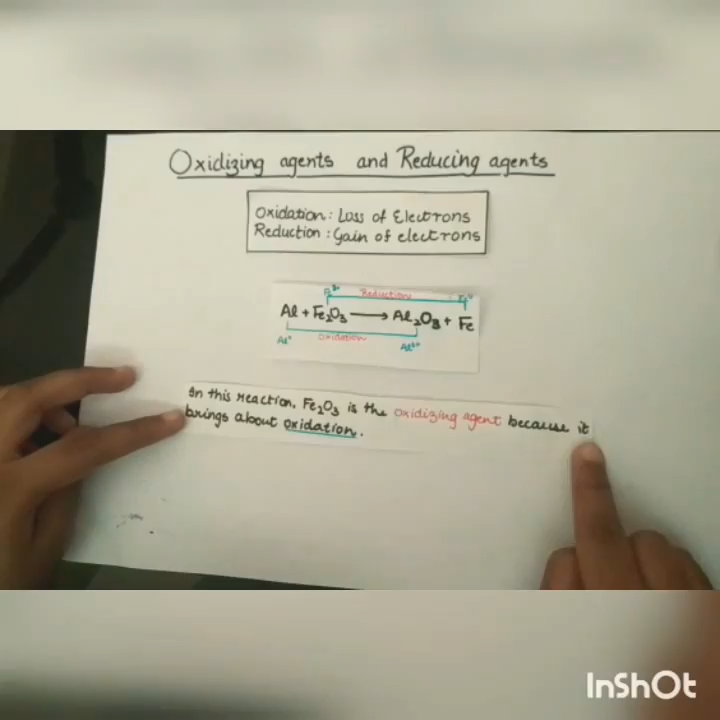 Oxidizing agents and Reducing agents
Oxidation: Loss of Electrons
Reduction: Gain of electrons
Reduction
Al + Fe₂O₃ → Al₂O₃ + Fe
Oxidation
In this reaction, Fe₂O₃ is the oxidizing agent because it
brings about oxidation.
InShOt